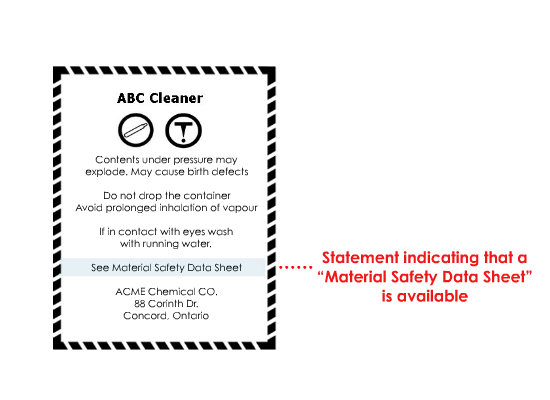 ABC Cleaner
Contents under pressure may
explode. May cause birth defects
Do not drop the container
Avoid prolonged inhalation of vapour
If in contact with eyes wash
with running water.
See Material Safety Data Sheet
ACME Chemical CO.
88 Corinth Dr.
Concord, Ontario
Statement indicating that a
“Material Safety Data Sheet”
is available